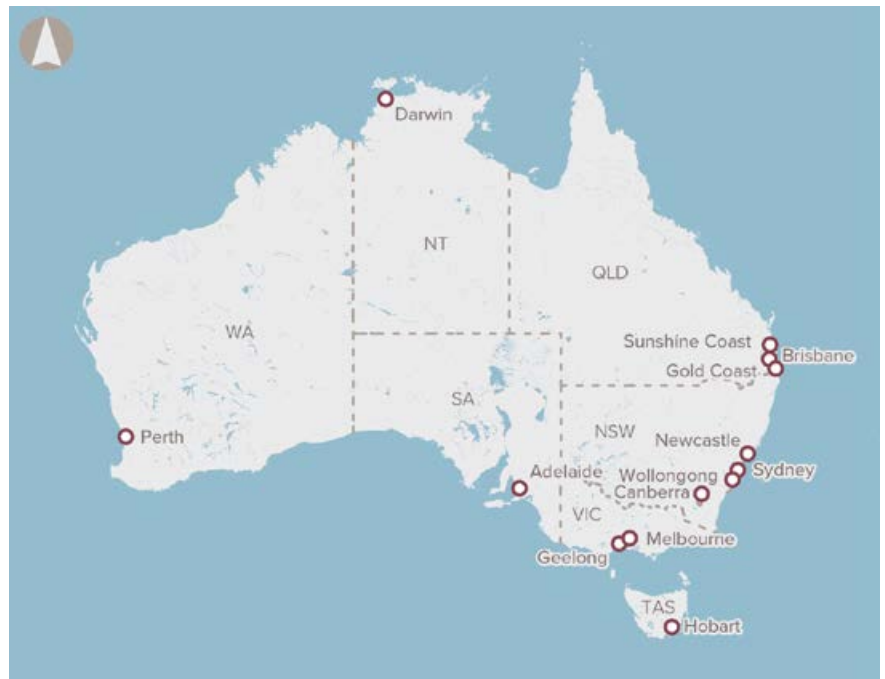 Darwin
NT
QLD
WA
Sunshine Coast
Brisbane
Gold Coast
SA
NSW
Newcastle
Perth
Adelaide
Wollongong
Sydney
Canberra
VIC
Melbourne
Geelong
TAS
Hobart